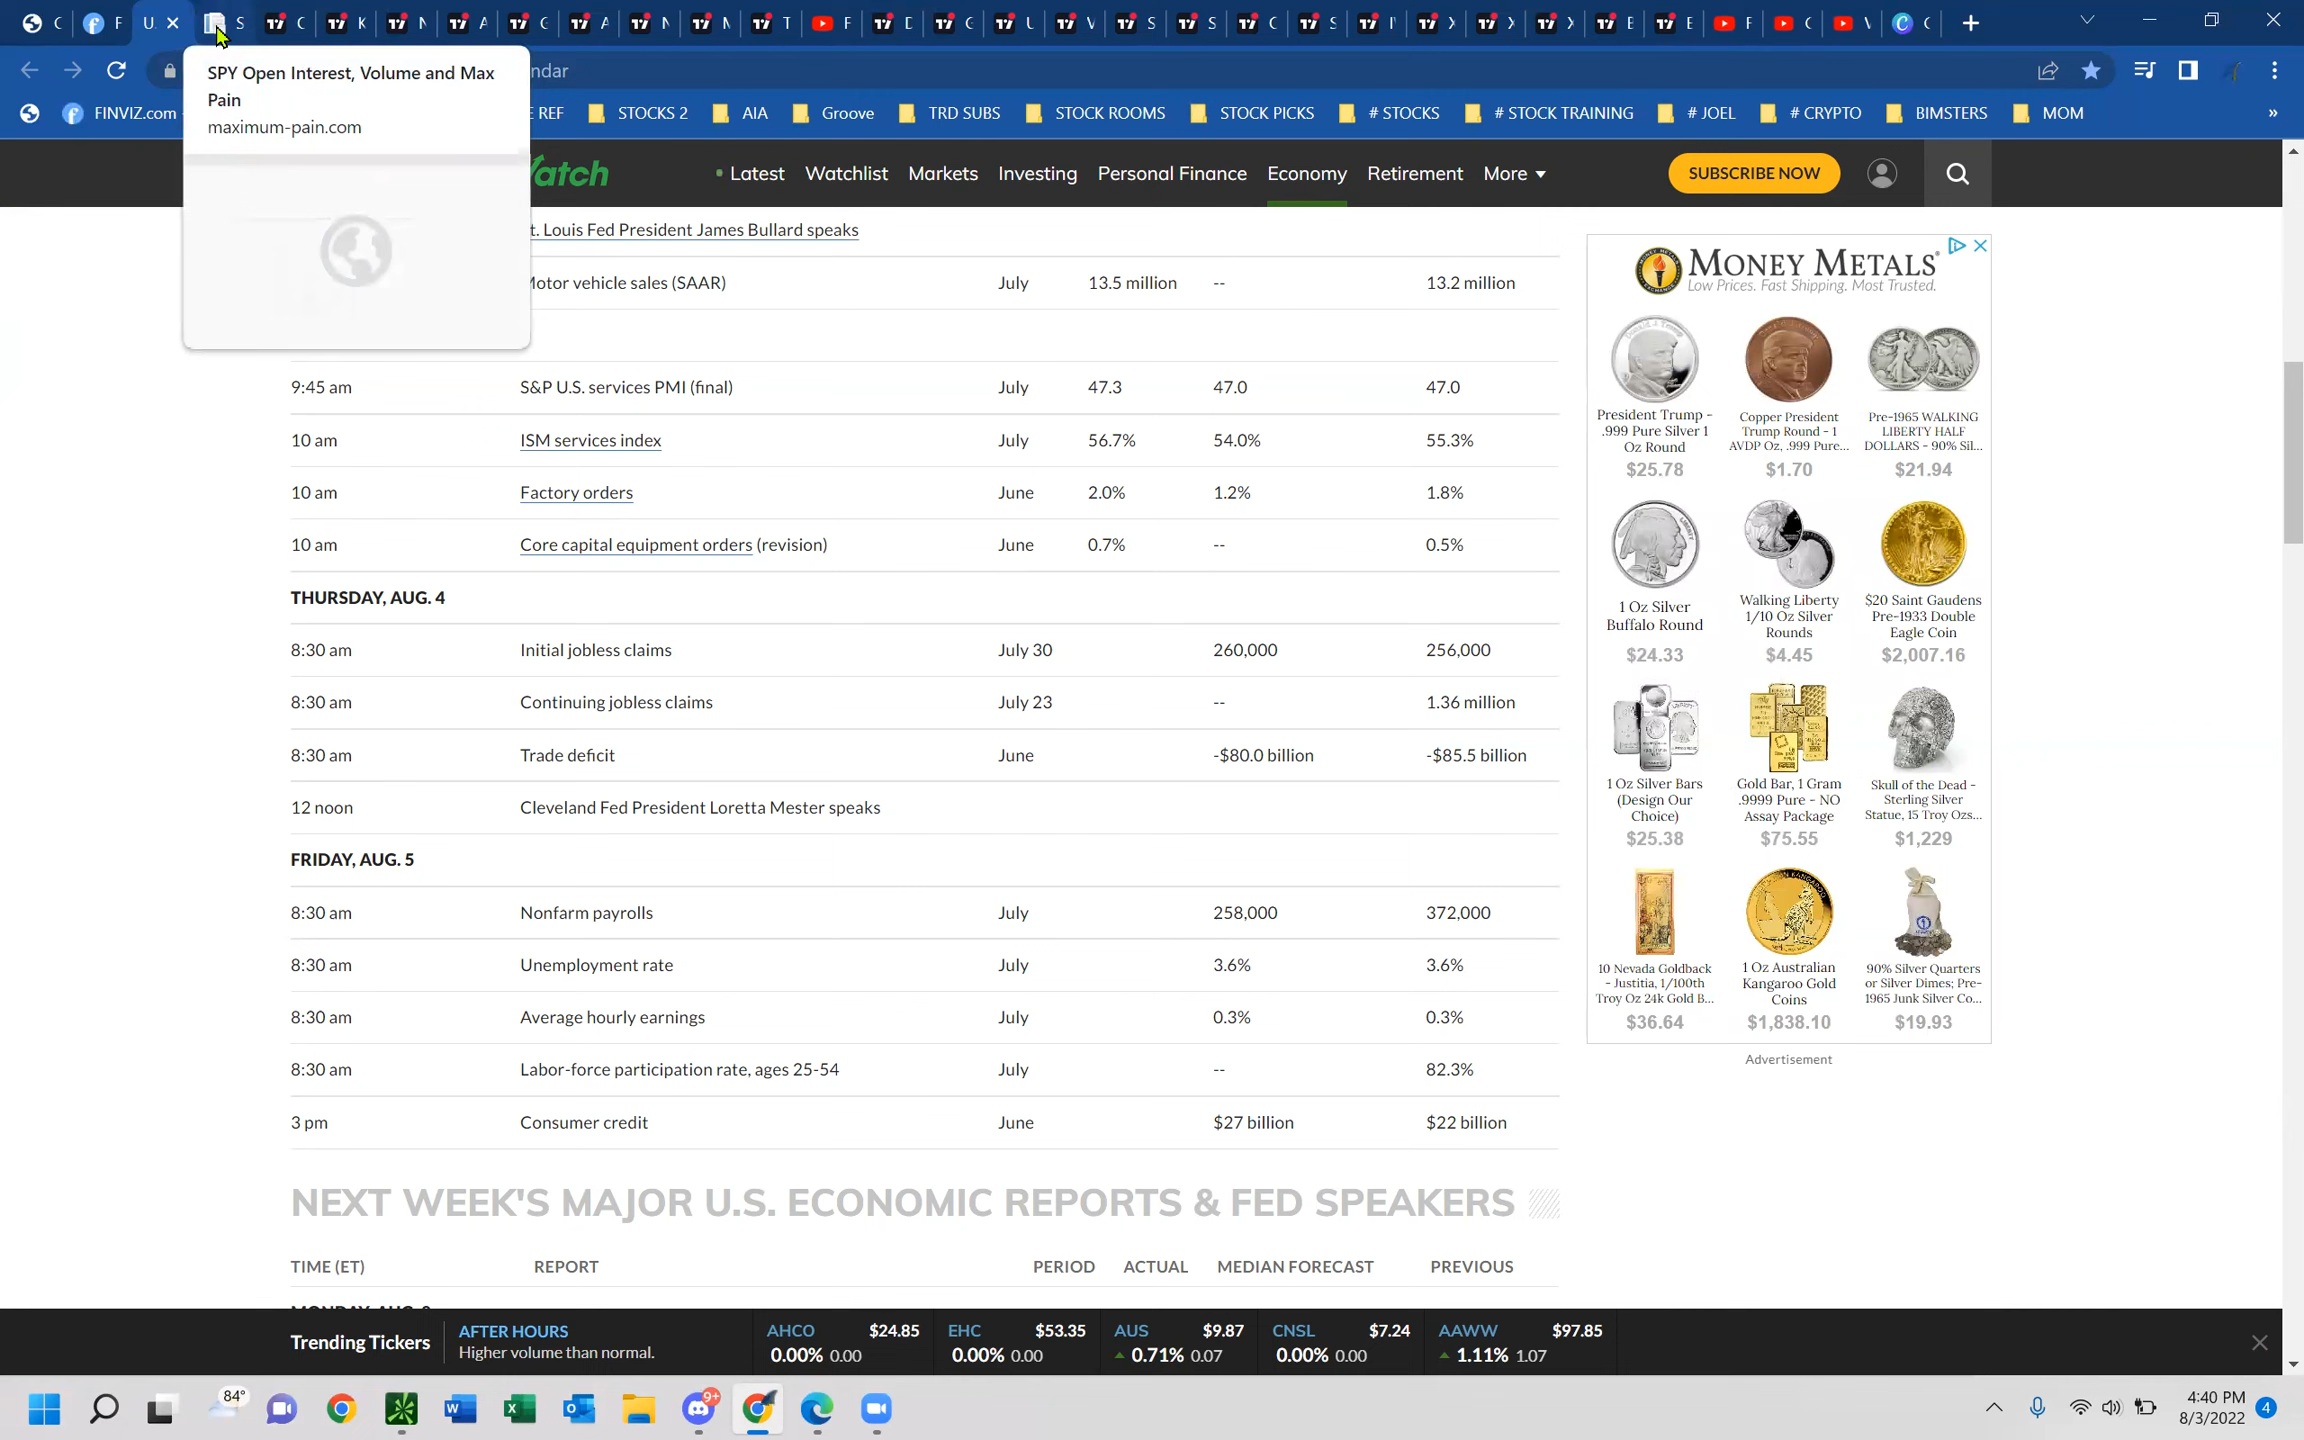 C F U. S C K N A C A N M T F D C U V S S C S I\ X X X E E F C V C
SPY Open Interest, Volume and Max
Pain
maximum-pain.com
ndar
FINVIZ.com
E REF
STOCKS 2
AIA
Groove
TRD SUBS
STOCK ROOMS
STOCK PICKS
# STOCKS
# STOCK TRAINING
# JOEL
# CRYPTO
BIMSTERS
MOM
»
Watch
Latest Watchlist Markets Investing Personal Finance Economy Retirement More
SUBSCRIBE NOW
t. Louis Fed President James Bullard speaks
Motor vehicle sales (SAAR) July 13.5 million -- 13.2 million
9:45 am S&P U.S. services PMI (final) July 47.3 47.0 47.0
10 am ISM services index July 56.7% 54.0% 55.3%
10 am Factory orders June 2.0% 1.2% 1.8%
10 am Core capital equipment orders (revision) June 0.7% -- 0.5%
THURSDAY, AUG. 4
8:30 am Initial jobless claims July 30 260,000 256,000
8:30 am Continuing jobless claims July 23 -- 1.36 million
8:30 am Trade deficit June -$80.0 billion -$85.5 billion
12 noon Cleveland Fed President Loretta Mester speaks
FRIDAY, AUG. 5
8:30 am Nonfarm payrolls July 258,000 372,000
8:30 am Unemployment rate July 3.6% 3.6%
8:30 am Average hourly earnings July 0.3% 0.3%
8:30 am Labor-force participation rate, ages 25-54 July -- 82.3%
3 pm Consumer credit June $27 billion $22 billion
NEXT WEEK'S MAJOR U.S. ECONOMIC REPORTS & FED SPEAKERS
TIME (ET) REPORT PERIOD ACTUAL MEDIAN FORECAST PREVIOUS
MONEY METALS
EXCHANGE
Low Prices. Fast Shipping. Most Trusted.
President Trump -
.999 Pure Silver 1
Oz Round
$25.78
Copper President
Trump Round - 1
AVDP Oz, .999 Pure...
$1.70
Pre-1965 WALKING
LIBERTY HALF
DOLLARS - 90% Sil...
$21.94
1 Oz Silver
Buffalo Round
$24.33
Walking Liberty
1/10 Oz Silver
Rounds
$4.45
$20 Saint Gaudens
Pre-1933 Double
Eagle Coin
$2,007.16
1 Oz Silver Bars
(Design Our
Choice)
$25.38
Gold Bar, 1 Gram
.9999 Pure - NO
Assay Package
$75.55
Skull of the Dead -
Sterling Silver
Statue, 15 Troy Ozs...
$1,229
10 Nevada Goldback
- Justitia, 1/100th
Troy Oz 24k Gold B...
$36.64
1 Oz Australian
Kangaroo Gold
Coins
$1,838.10
90% Silver Quarters
or Silver Dimes; Pre-
1965 Junk Silver Co...
$19.93
Advertisement
Trending Tickers
AFTER HOURS
Higher volume than normal.
AHCO $24.85
0.00% 0.00
EHC $53.35
0.00% 0.00
AUS $9.87
0.71% 0.07
CNSL $7.24
0.00% 0.00
AAWW $97.85
1.11% 1.07
84°
9+
4:40 PM
8/3/2022
4